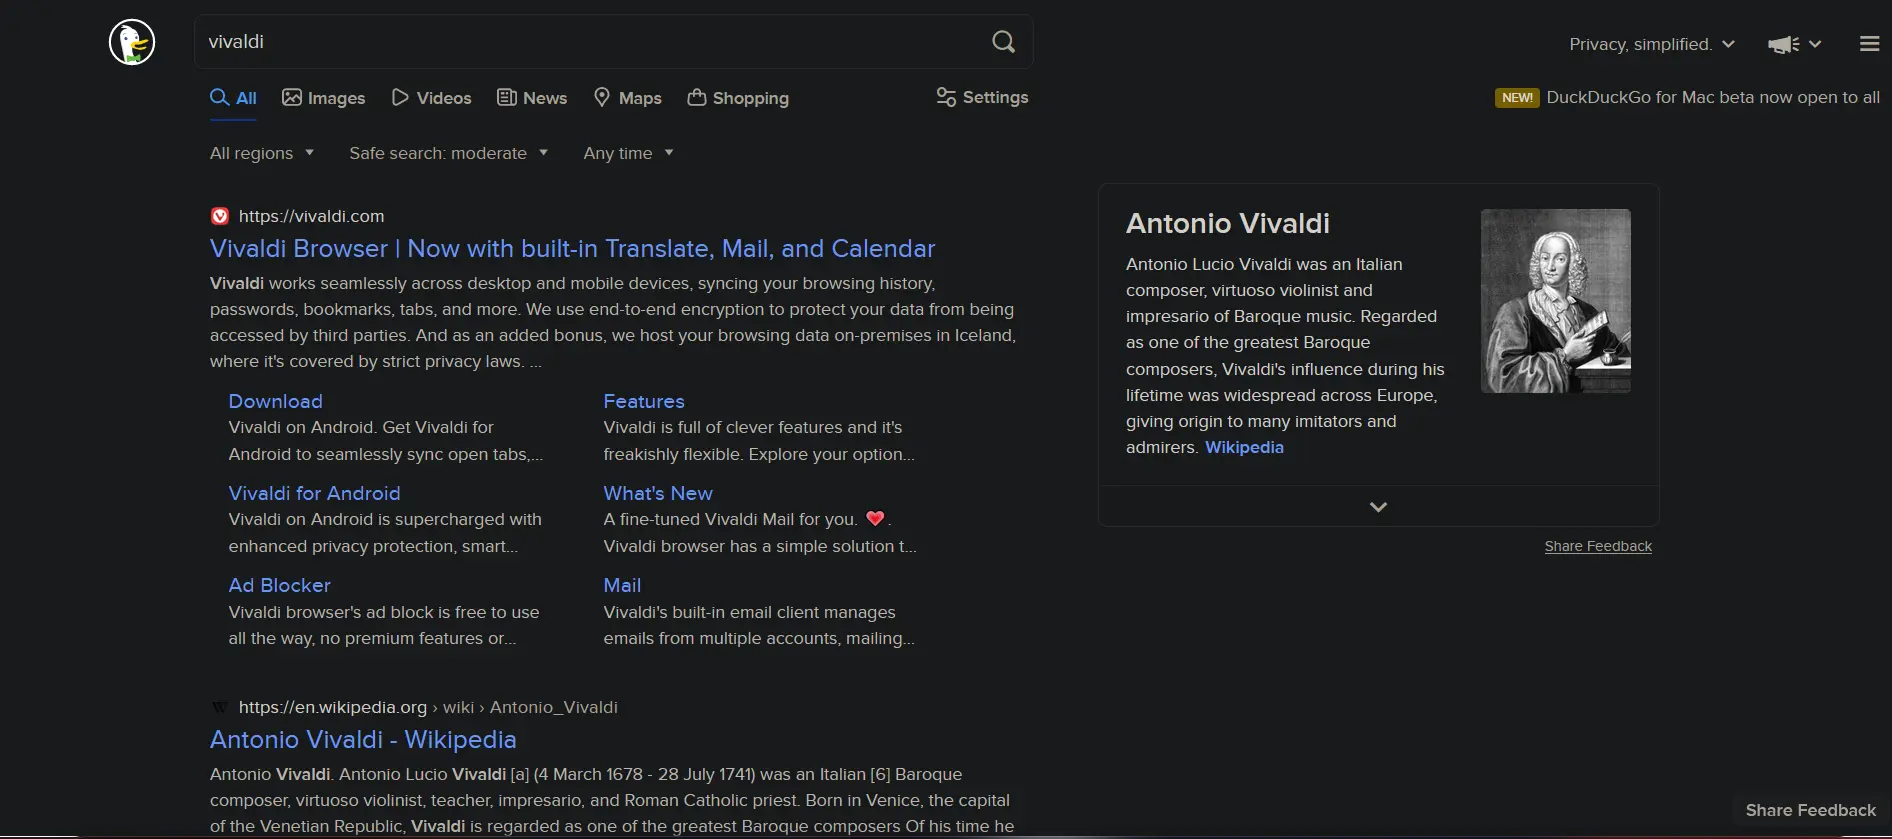 vivaldi
Privacy, simplified.
All Images Videos News Maps Shopping Settings
NEW! DuckDuckGo for Mac beta now open to all
All regions Safe search: moderate Any time
https://vivaldi.com
Vivaldi Browser | Now with built-in Translate, Mail, and Calendar
Vivaldi works seamlessly across desktop and mobile devices, syncing your browsing history,
passwords, bookmarks, tabs, and more. We use end-to-end encryption to protect your data from being
accessed by third parties. And as an added bonus, we host your browsing data on-premises in Iceland,
where it's covered by strict privacy laws. ...
Download
Vivaldi on Android. Get Vivaldi for
Android to seamlessly sync open tabs,...
Features
Vivaldi is full of clever features and it's
freakishly flexible. Explore your option...
Vivaldi for Android
Vivaldi on Android is supercharged with
enhanced privacy protection, smart...
What's New
A fine-tuned Vivaldi Mail for you. ❤️.
Vivaldi browser has a simple solution t...
Ad Blocker
Vivaldi browser's ad block is free to use
all the way, no premium features or...
Mail
Vivaldi's built-in email client manages
emails from multiple accounts, mailing...
https://en.wikipedia.org › wiki › Antonio_Vivaldi
Antonio Vivaldi - Wikipedia
Antonio Vivaldi. Antonio Lucio Vivaldi [a] (4 March 1678 - 28 July 1741) was an Italian [6] Baroque
composer, virtuoso violinist, teacher, impresario, and Roman Catholic priest. Born in Venice, the capital
of the Venetian Republic, Vivaldi is regarded as one of the greatest Baroque composers Of his time he
Antonio Vivaldi
Antonio Lucio Vivaldi was an Italian
composer, virtuoso violinist and
impresario of Baroque music. Regarded
as one of the greatest Baroque
composers, Vivaldi's influence during his
lifetime was widespread across Europe,
giving origin to many imitators and
admirers. Wikipedia
Share Feedback
Share Feedback